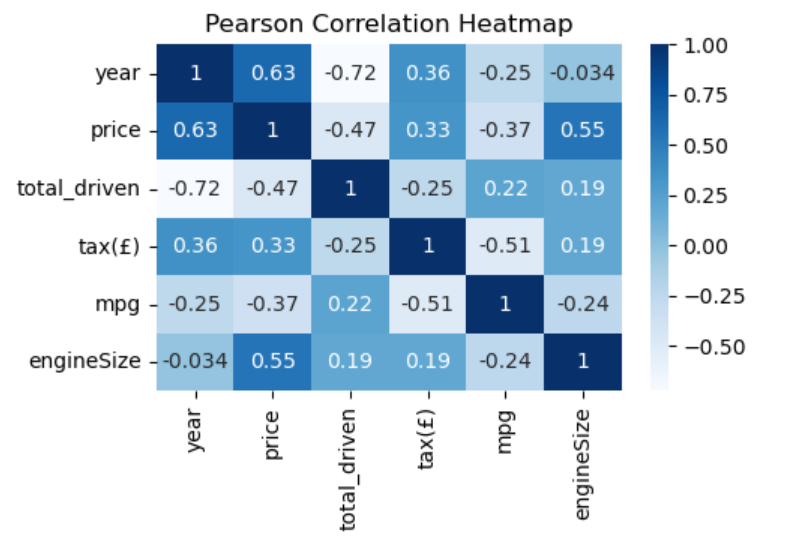 Pearson Correlation Heatmap
year 1 0.63 -0.72 0.36 -0.25 -0.034
price 0.63 1 -0.47 0.33 -0.37 0.55
total_driven -0.72 -0.47 1 -0.25 0.22 0.19
tax(£) 0.36 0.33 -0.25 1 -0.51 0.19
mpg -0.25 -0.37 0.22 -0.51 1 -0.24
engineSize -0.034 0.55 0.19 0.19 -0.24 1
year price total_driven tax(£) mpg engineSize
1.00
0.75
0.50
0.25
0.00
−0.25
−0.50